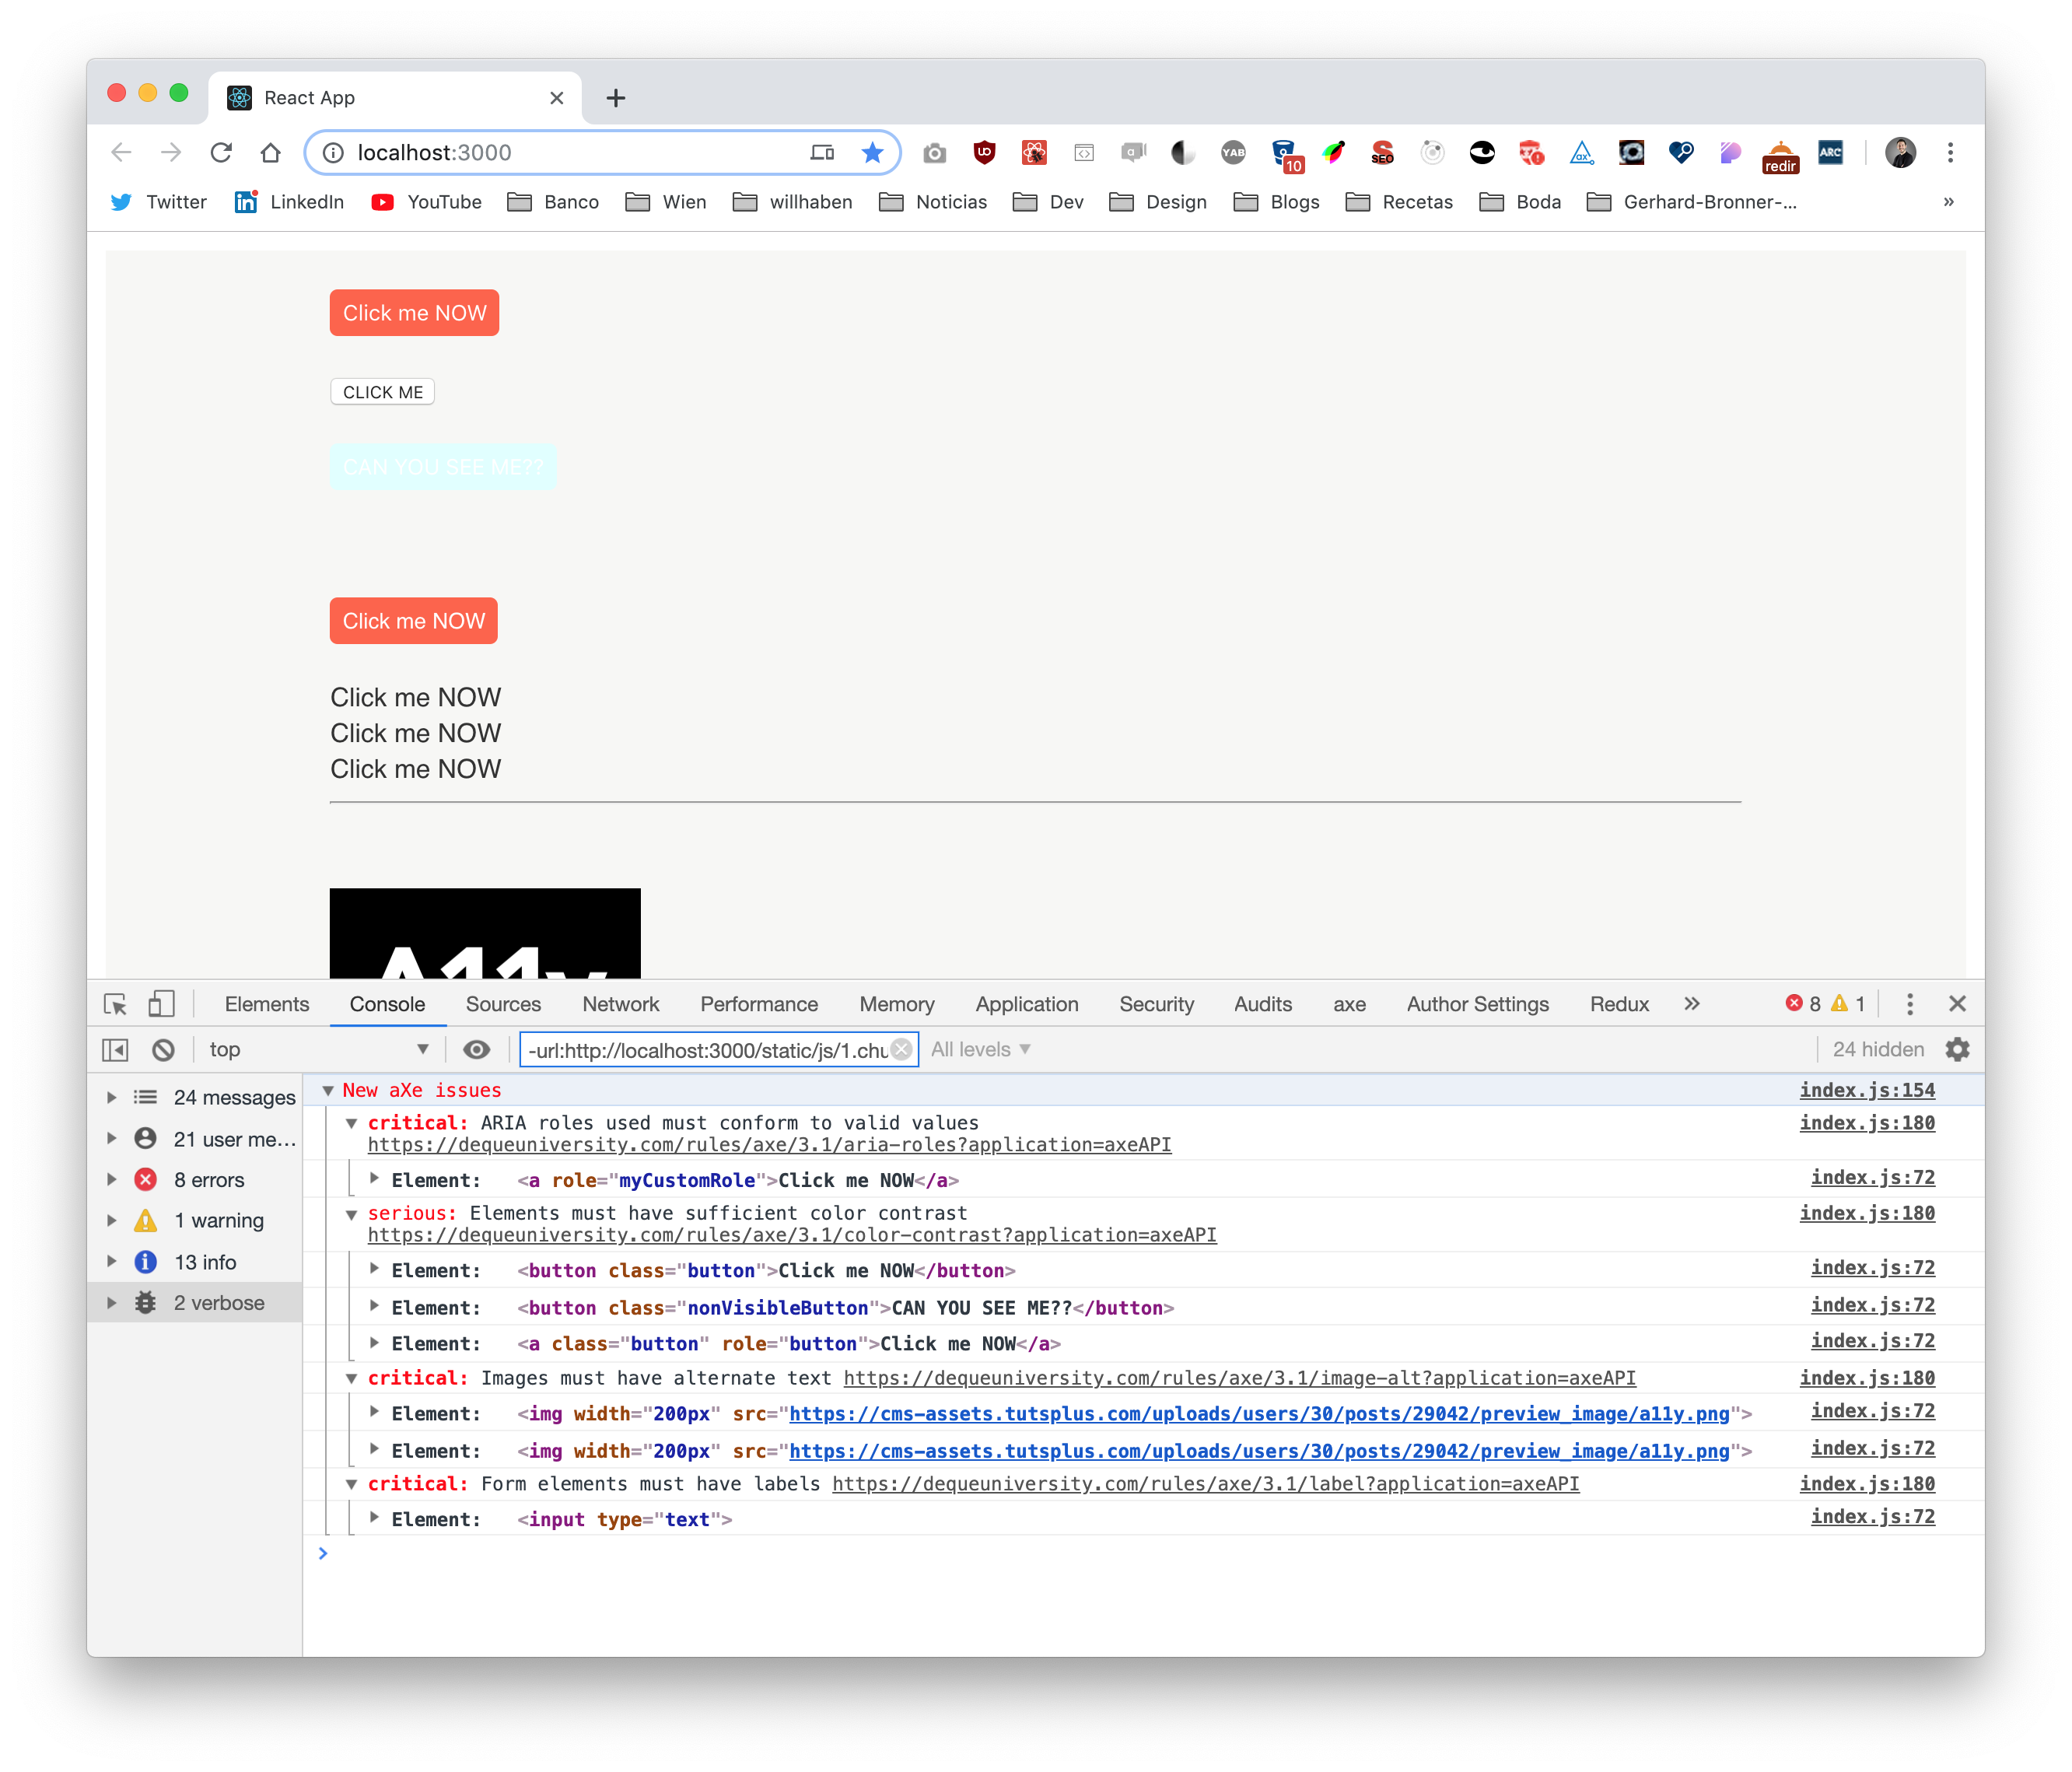 React App
localhost:3000
UO
YAB
10
SEO
ax
redir
ARC
Twitter
LinkedIn
YouTube
Banco
Wien
willhaben
Noticias
Dev
Design
Blogs
Recetas
Boda
Gerhard-Bronner-...
»
Click me NOW
CLICK ME
CAN YOU SEE ME??
Click me NOW
Click me NOW
Click me NOW
Click me NOW
A11y
Elements Console Sources Network Performance Memory Application Security Audits axe Author Settings Redux » 8 1
top
-url:http://localhost:3000/static/js/1.chu
All levels
24 hidden
24 messages
21 user me...
8 errors
1 warning
13 info
2 verbose
New aXe issues index.js:154
critical: ARIA roles used must conform to valid values index.js:180
https://dequeuniversity.com/rules/axe/3.1/aria-roles?application=axeAPI
Element: <a role="myCustomRole">Click me NOW</a> index.js:72
serious: Elements must have sufficient color contrast index.js:180
https://dequeuniversity.com/rules/axe/3.1/color-contrast?application=axeAPI
Element: <button class="button">Click me NOW</button> index.js:72
Element: <button class="nonVisibleButton">CAN YOU SEE ME??</button> index.js:72
Element: <a class="button" role="button">Click me NOW</a> index.js:72
critical: Images must have alternate text https://dequeuniversity.com/rules/axe/3.1/image-alt?application=axeAPI index.js:180
Element: <img width="200px" src="https://cms-assets.tutsplus.com/uploads/users/30/posts/29042/preview_image/a11y.png"> index.js:72
Element: <img width="200px" src="https://cms-assets.tutsplus.com/uploads/users/30/posts/29042/preview_image/a11y.png"> index.js:72
critical: Form elements must have labels https://dequeuniversity.com/rules/axe/3.1/label?application=axeAPI index.js:180
Element: <input type="text"> index.js:72